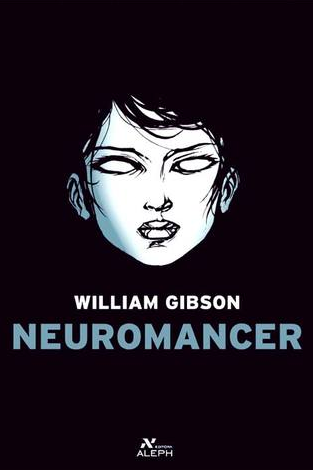 WILLIAM GIBSON
NEUROMANCER
EDITORA
ALEPH